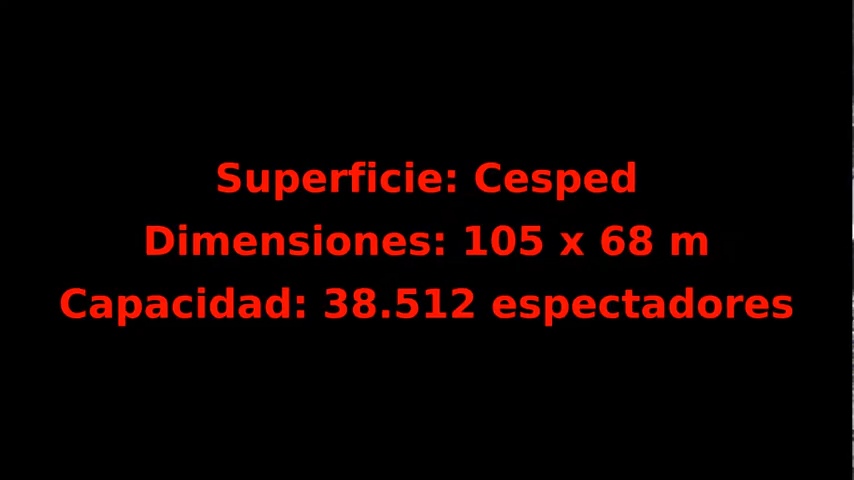 Superficie: Cesped
Dimensiones: 105 x 68 m
Capacidad: 38.512 espectadores